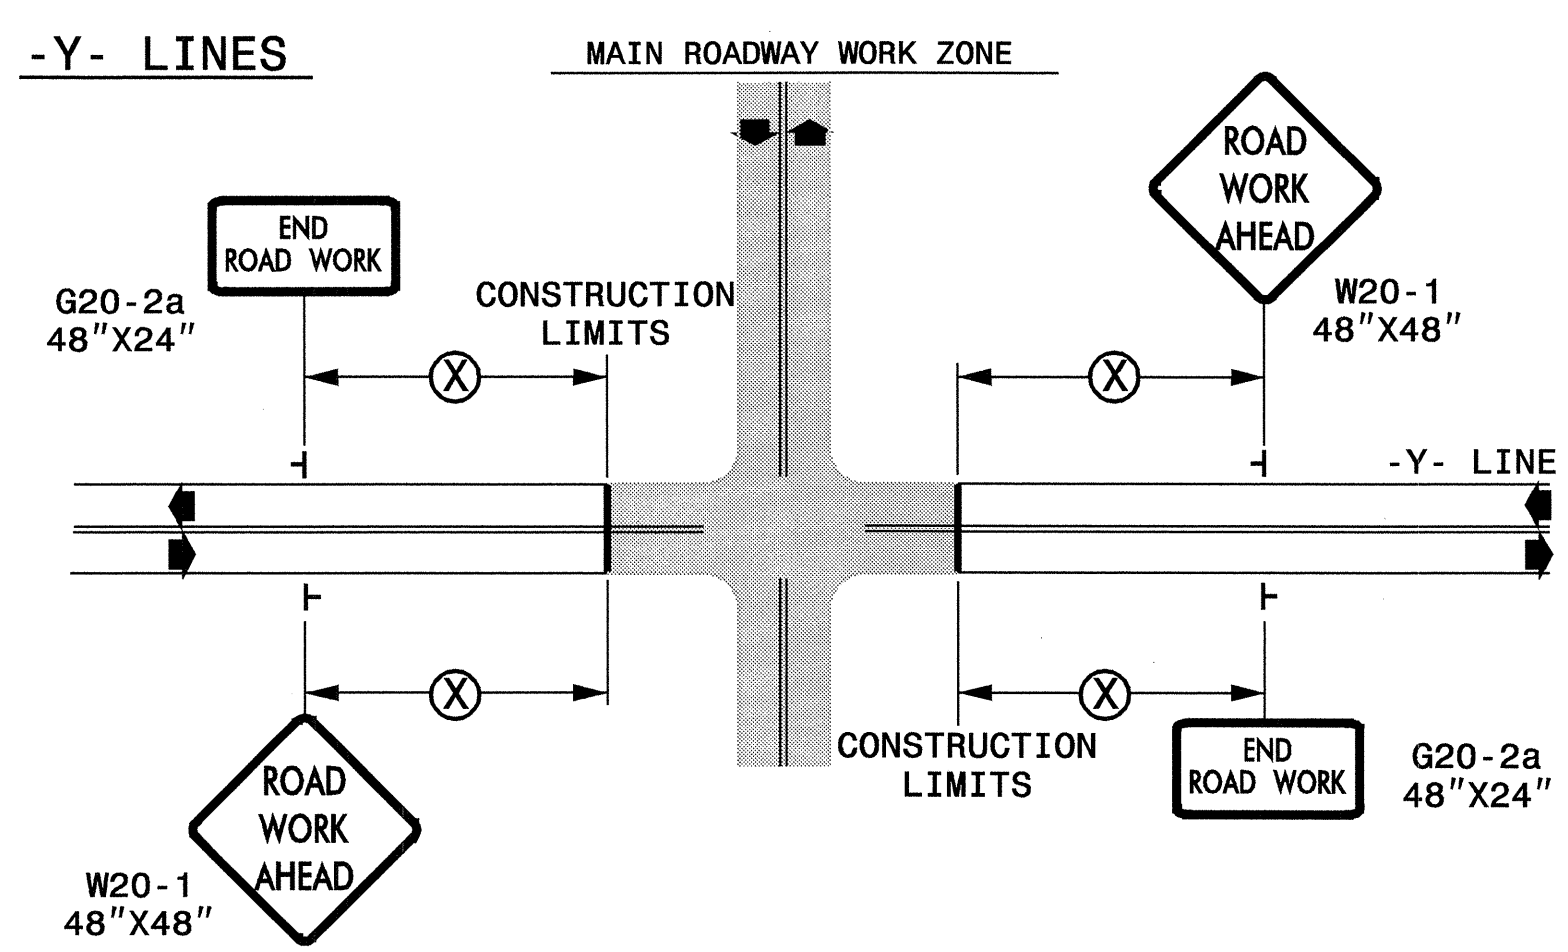 -Y- LINES
MAIN ROADWAY WORK ZONE
ROAD
WORK
AHEAD
W20-1
48"X48"
END
ROAD WORK
G20-2a
48"X24"
CONSTRUCTION
LIMITS
X
X
-Y- LINE
X
X
ROAD
WORK
AHEAD
W20-1
48"X48"
CONSTRUCTION
LIMITS
END
ROAD WORK
G20-2a
48"X24"